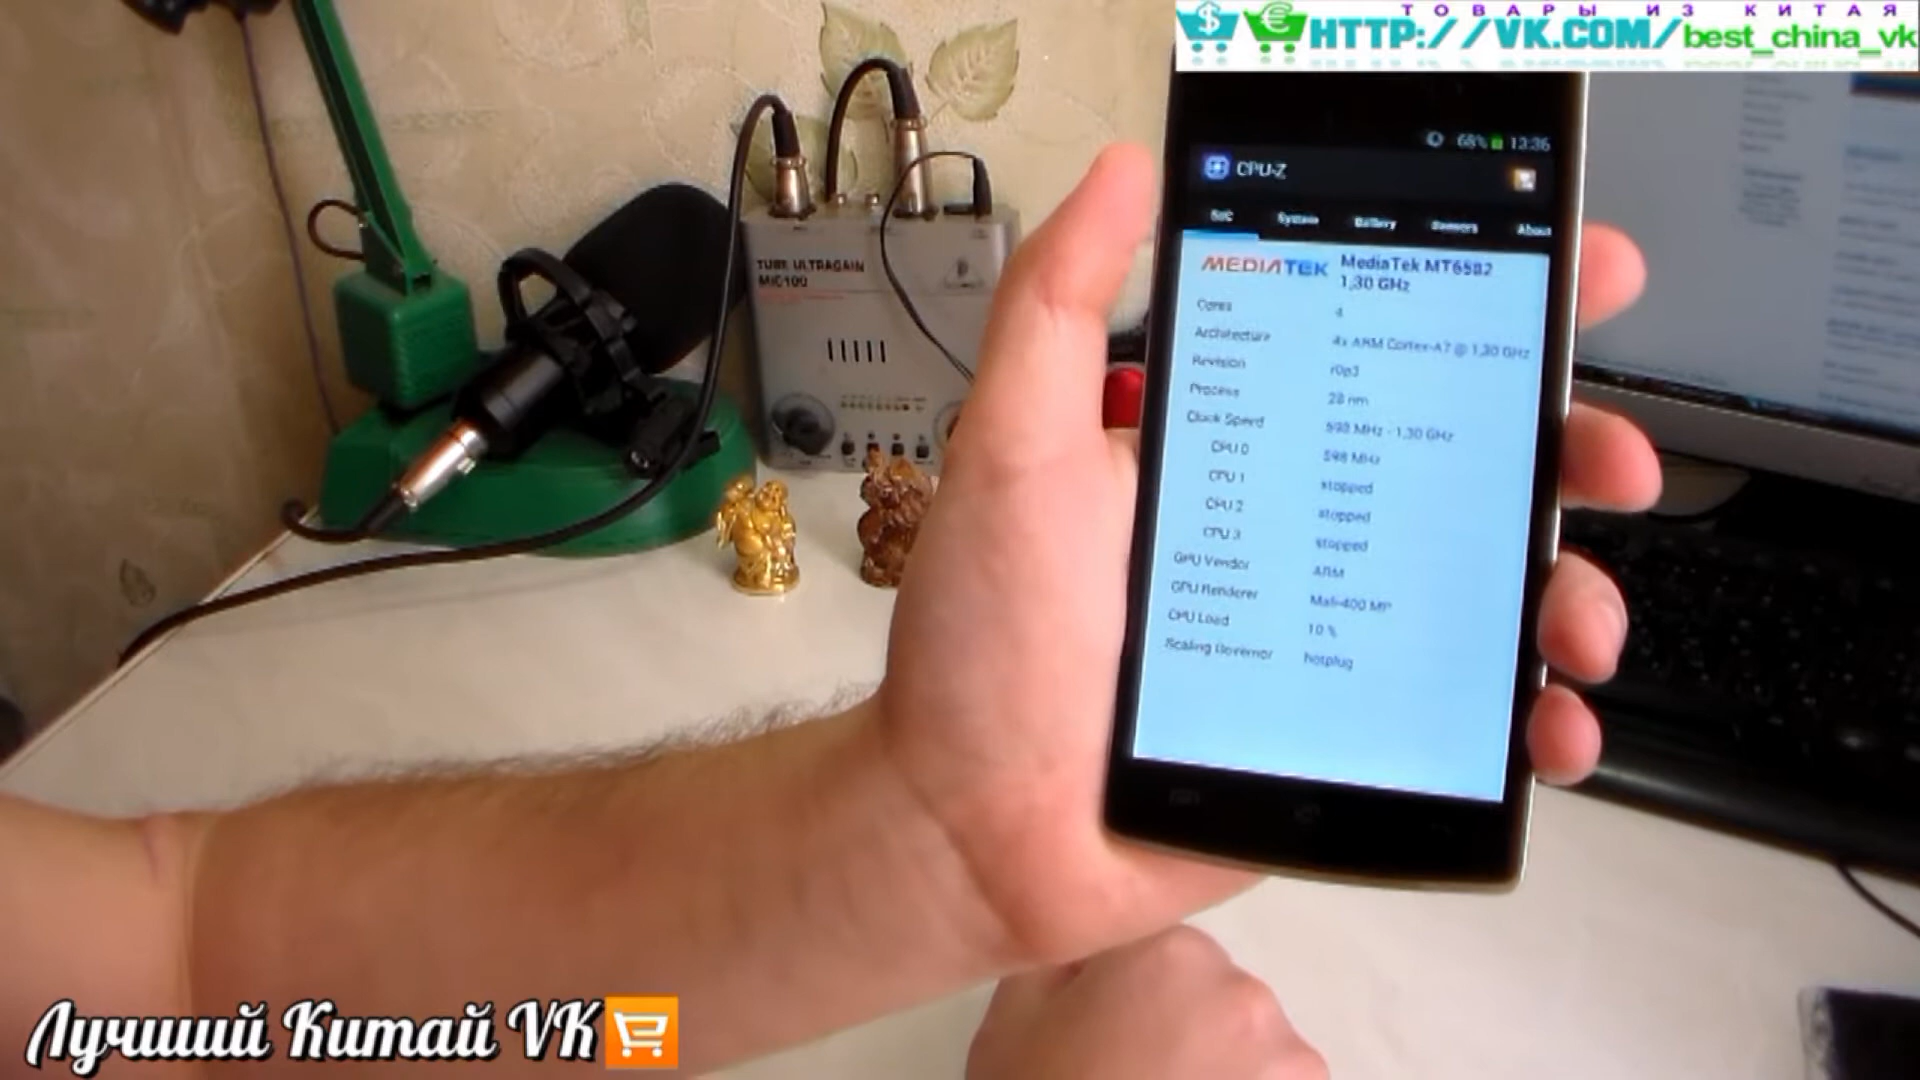 ТОВАРЫ ИЗ КИТАЯ
HTTP://VK.COM/best_china_vk
68% 13:36
CPU-Z
SoC System Battery Sensors About
MEDIATEK MediaTek MT6582
1,30 GHz
Cores 4
Architecture 4x ARM Cortex-A7 @ 1,30 GHz
Revision r0p3
Process 28 nm
Clock Speed 598 MHz - 1,30 GHz
CPU 0 598 MHz
CPU 1 stopped
CPU 2 stopped
CPU 3 stopped
GPU Vendor ARM
GPU Renderer Mali-400 MP
CPU Load 10 %
Scaling Governor hotplug
TUBE ULTRAGAIN
MIC100
Лучший Китай VK